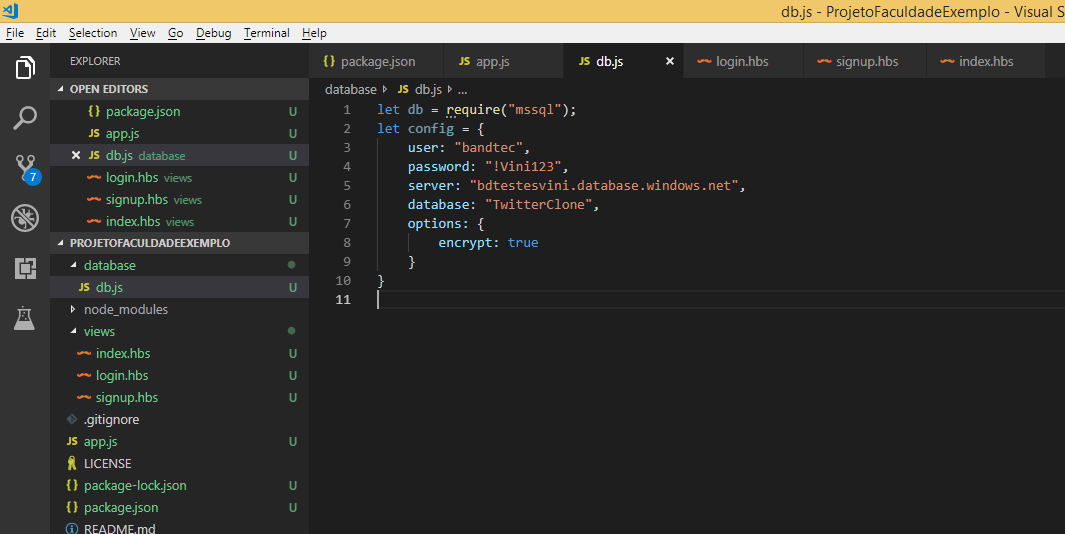 db.js - ProjetoFaculdadeExemplo - Visual S
File Edit Selection View Go Debug Terminal Help
EXPLORER
OPEN EDITORS
{} package.json U
JS app.js U
JS db.js database U
login.hbs views U
signup.hbs views U
index.hbs views U
7
PROJETOFACULDADEEXEMPLO
database
JS db.js U
node_modules
views
index.hbs U
login.hbs U
signup.hbs U
.gitignore
JS app.js U
LICENSE
{} package-lock.json U
{} package.json U
README.md
{} package.json JS app.js JS db.js login.hbs signup.hbs index.hbs
database JS db.js ...
1 let db = require("mssql");
2 let config = {
3 user: "bandtec",
4 password: "!Vini123",
5 server: "bdtestesvini.database.windows.net",
6 database: "TwitterClone",
7 options: {
8 encrypt: true
9 }
10 }
11